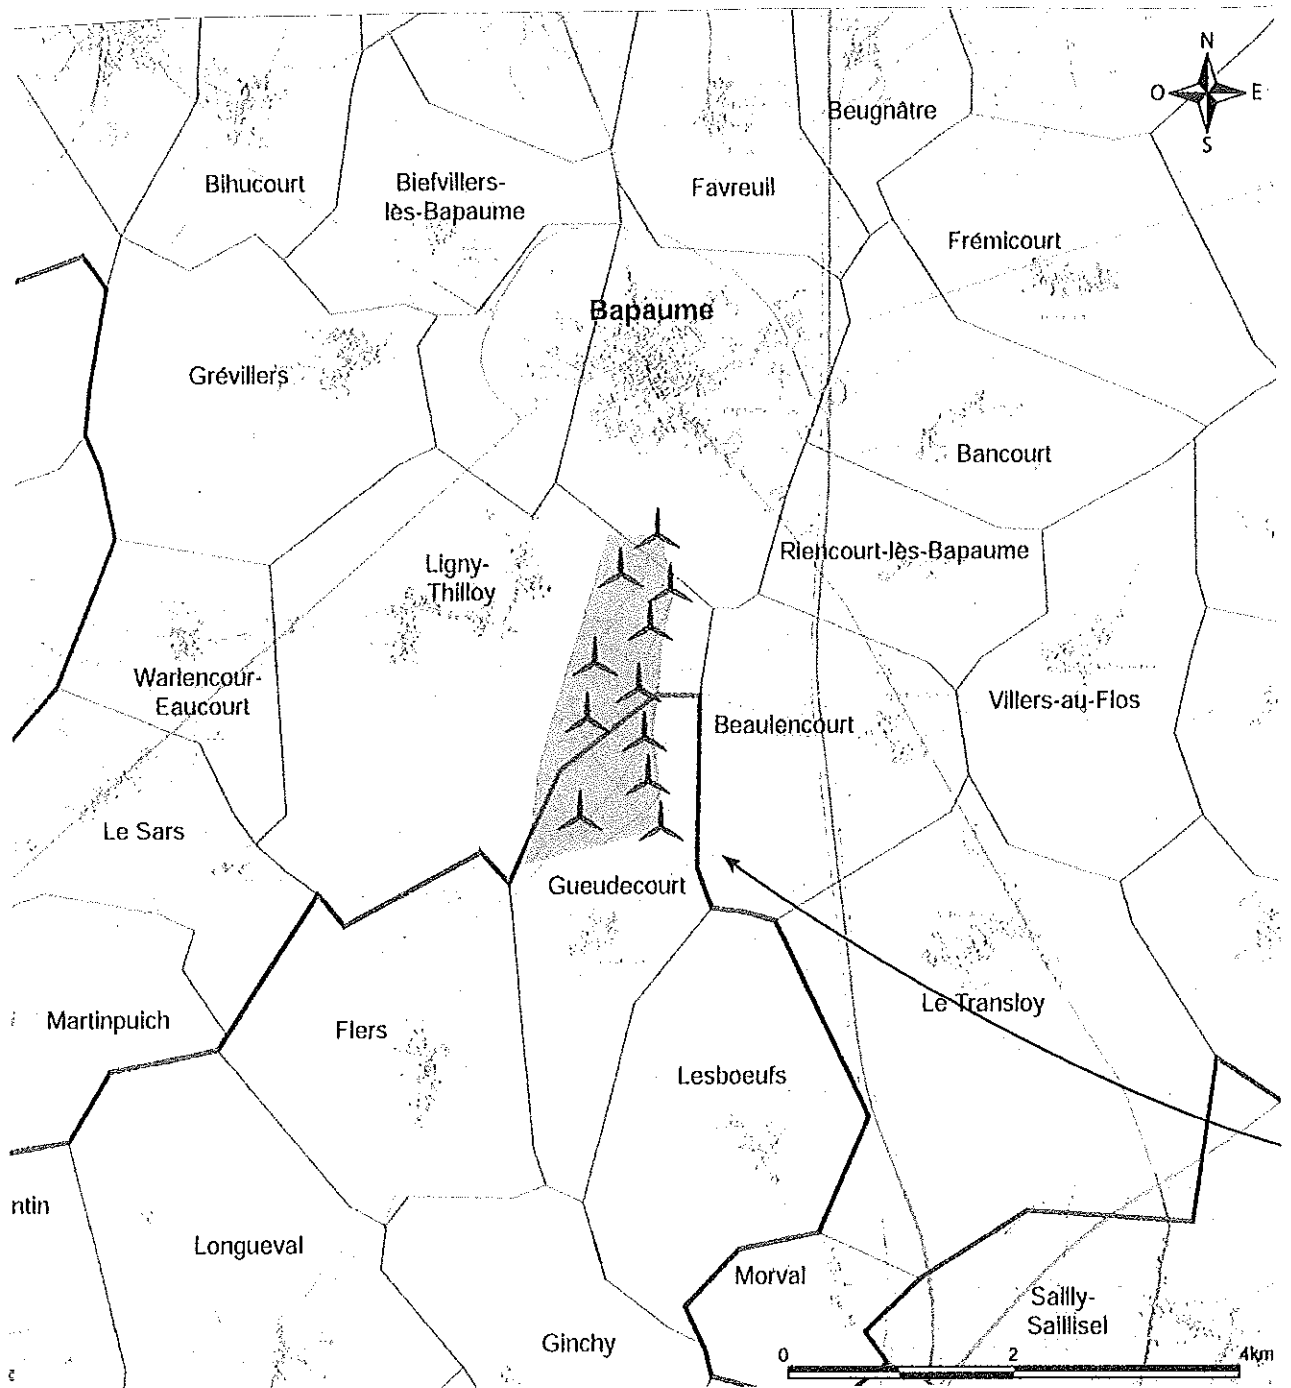 N
O E
S
Beugnâtre
Bihucourt
Biefvillers-
lès-Bapaume
Favreuil
Frémicourt
Bapaume
Grévillers
Bancourt
Riencourt-lès-Bapaume
Ligny-
Thilloy
Warlencour-
Eaucourt
Villers-au-Flos
Beaulencourt
Le Sars
Gueudecourt
Le Transloy
Martinpuich
Flers
Lesboeufs
ntin
Longueval
Morval
Sailly-
Saillisel
Ginchy
0 2 4km